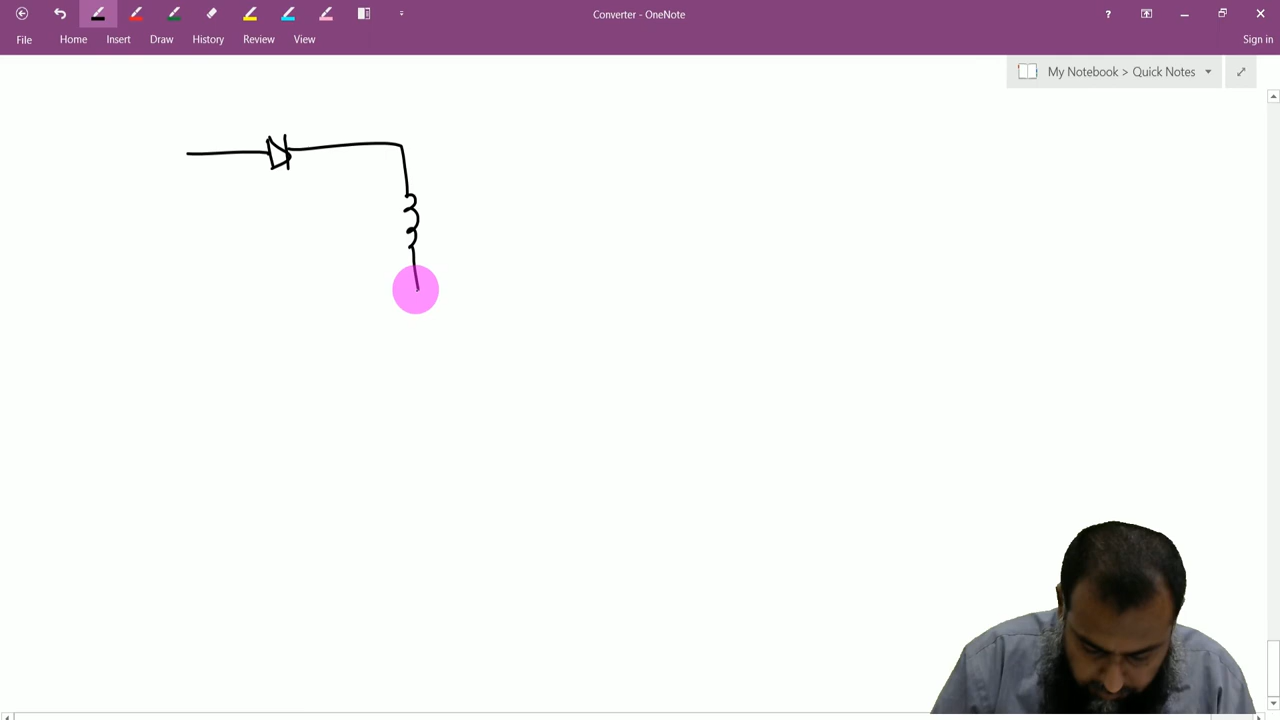 Converter - OneNote
File Home Insert Draw History Review View
Sign in
My Notebook > Quick Notes